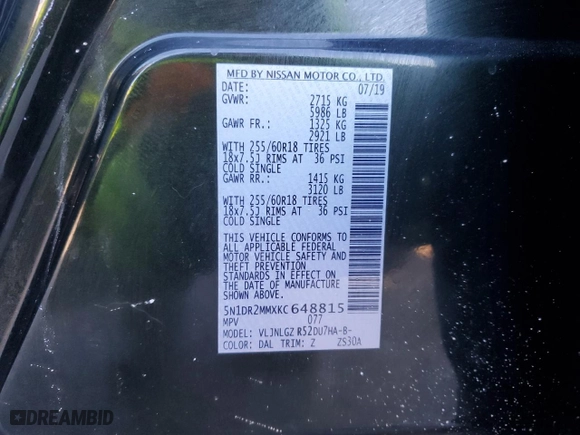 MFD BY NISSAN MOTOR CO., LTD.
DATE: 07/19
GVWR: 2715 KG
5986 LB
GAWR FR.: 1325 KG
2921 LB
WITH 255/60R18 TIRES
18x7.5J RIMS AT 36 PSI
COLD SINGLE
GAWR RR.: 1415 KG
3120 LB
WITH 255/60R18 TIRES
18x7.5J RIMS AT 36 PSI
COLD SINGLE
THIS VEHICLE CONFORMS TO
ALL APPLICABLE FEDERAL
MOTOR VEHICLE SAFETY AND
THEFT PREVENTION
STANDARDS IN EFFECT ON
THE DATE OF MANUFACTURE
SHOWN ABOVE.
5N1DR2MMXKC648815
MPV 077
MODEL: VLJNLGZ R52DU7HA-B-
COLOR: DAL TRIM: Z ZS30A
DREAMBID